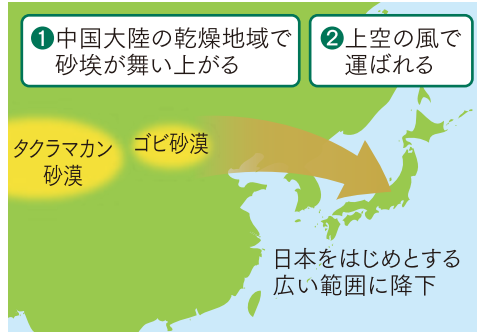 ❶中国大陸の乾燥地域で
砂埃が舞い上がる
❷上空の風で
運ばれる
タクラマカン
砂漠
ゴビ砂漠
日本をはじめとする
広い範囲に降下